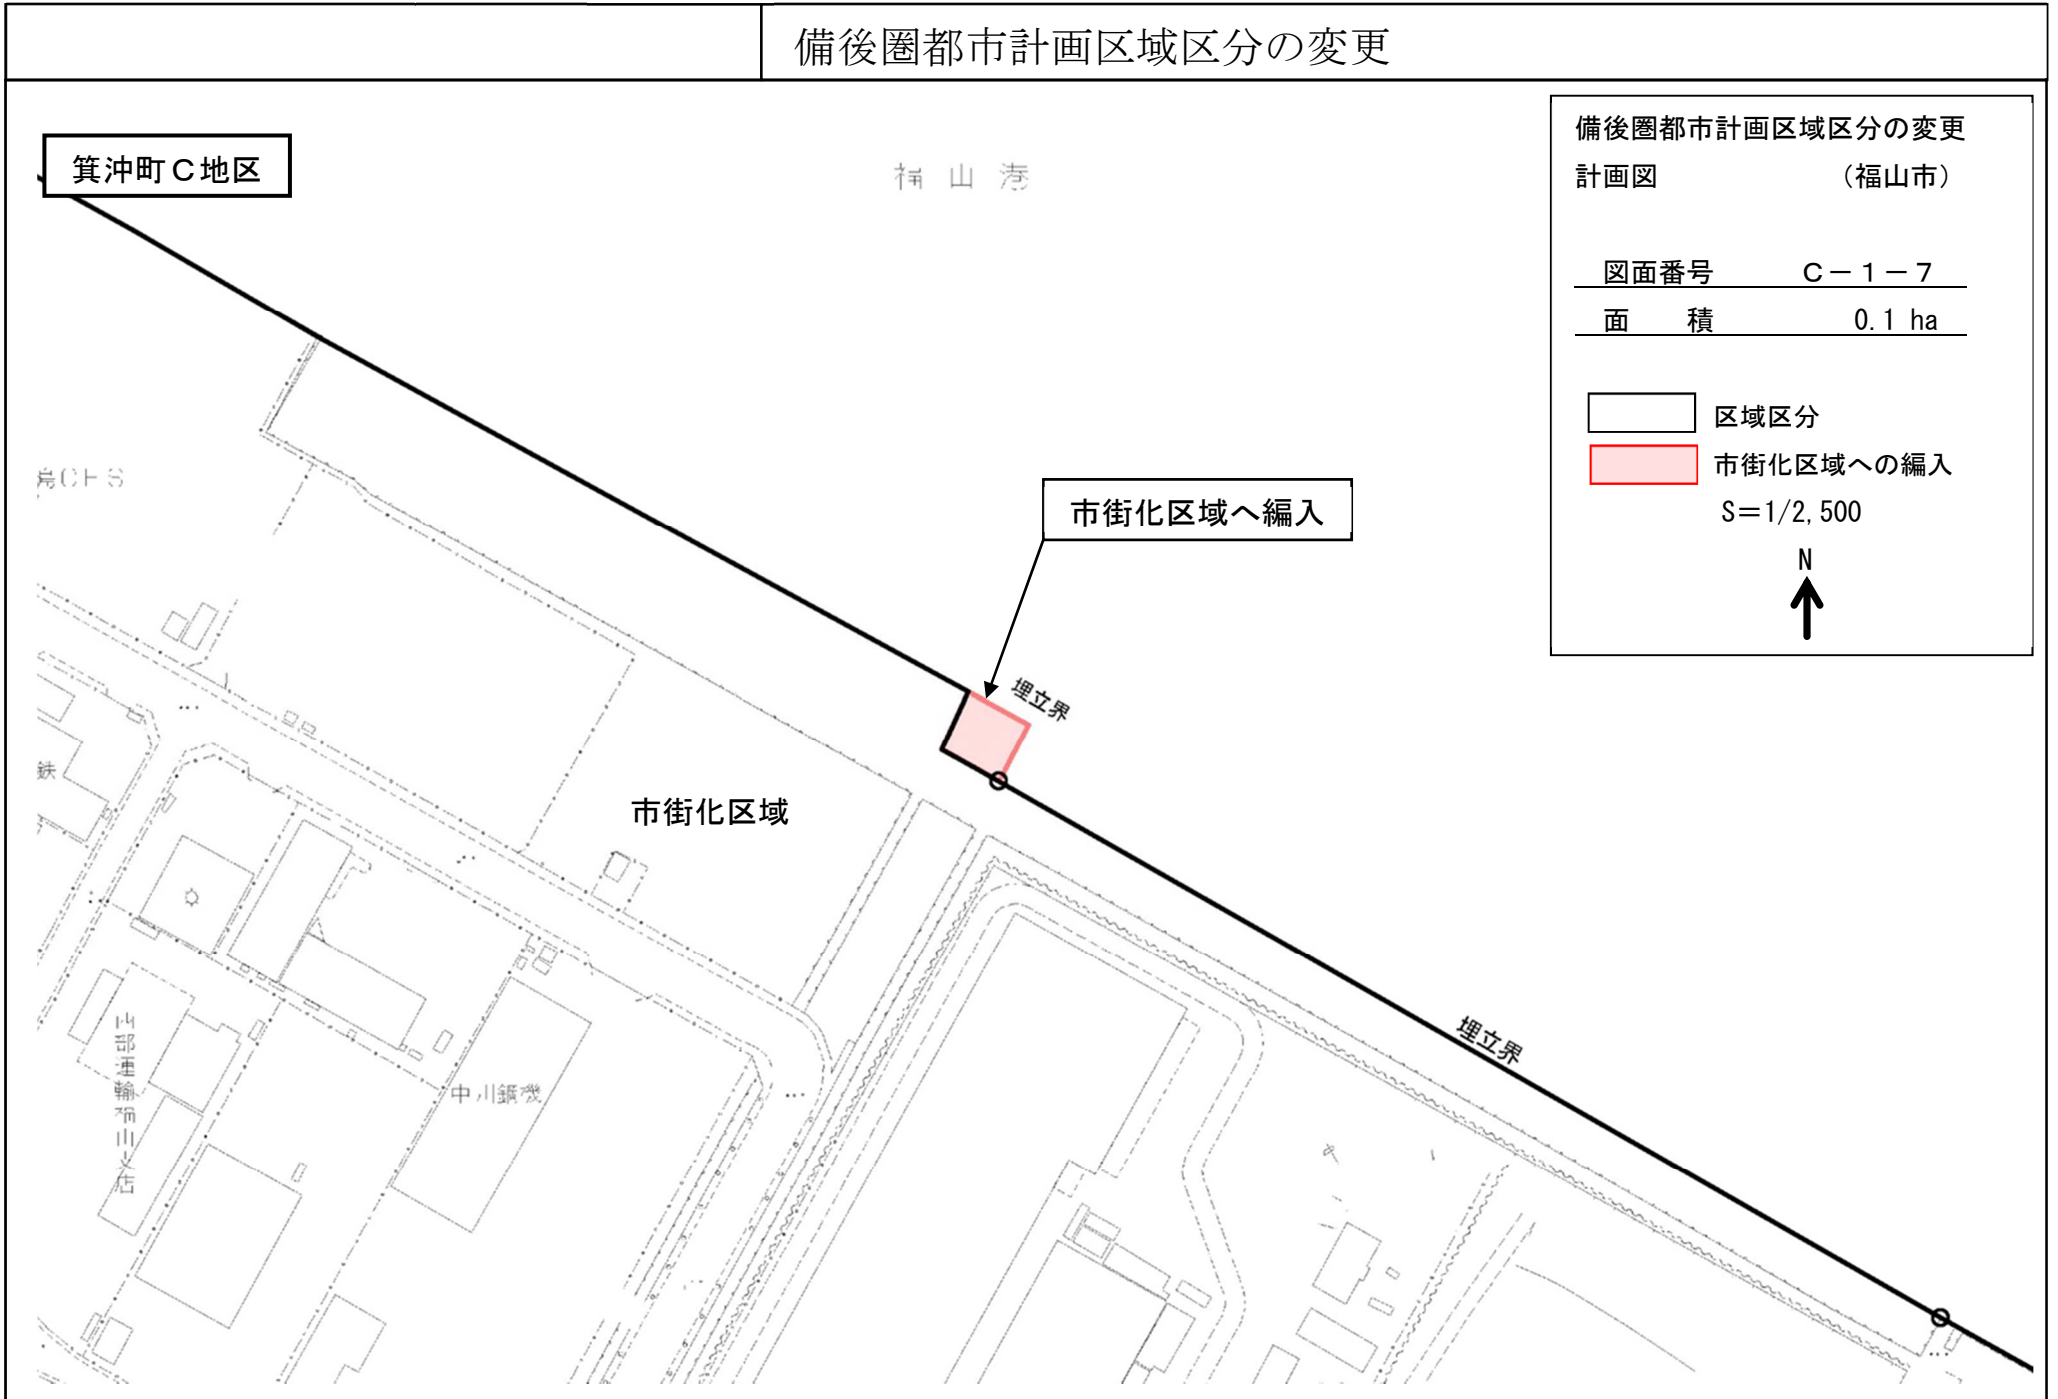 備後圏都市計画区域区分の変更
箕沖町C地区
福山港
備後圏都市計画区域区分の変更
計画図 （福山市）
図面番号 C－1－7
面 積 0.1 ha
区域区分
市街化区域への編入
S＝1/2,500
N
市街化区域へ編入
埋立界
鉄
市街化区域
埋立界
中川鐵機